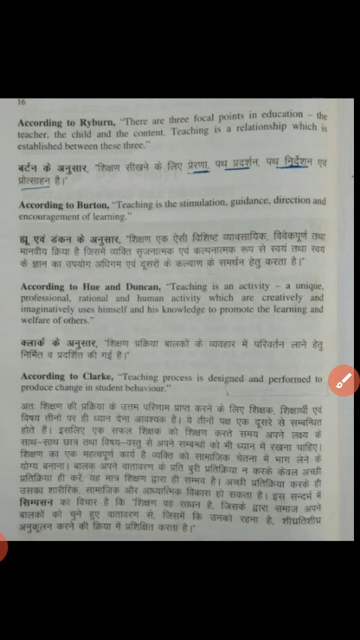 16
According to Ryburn, "There are three focal points in education – the
teacher, the child and the content. Teaching is a relationship which is
established between these three."
बर्टन के अनुसार, "शिक्षण सीखने के लिए प्रेरणा, पथ प्रदर्शन, पथ निर्देशन एवं
प्रोत्साहन है।"
According to Burton, "Teaching is the stimulation, guidance, direction and
encouragement of learning."
ह्यू एवं डंकन के अनुसार, "शिक्षण एक ऐसी विशिष्ट व्यावसायिक, विवेकपूर्ण तथा
मानवीय क्रिया है जिसमें व्यक्ति सृजनात्मक एवं कल्पनात्मक रूप से स्वयं तथा स्वयं
के ज्ञान का उपयोग अधिगम एवं दूसरों के कल्याण के समर्थन हेतु करता है।"
According to Hue and Duncan, "Teaching is an activity – a unique,
professional, rational and human activity which are creatively and
imaginatively uses himself and his knowledge to promote the learning and
welfare of others."
क्लार्क के अनुसार, "शिक्षण प्रक्रिया बालकों के व्यवहार में परिवर्तन लाने हेतु
निर्मित व प्रदर्शित की गई है।
According to Clarke, "Teaching process is designed and performed to
produce change in student behaviour."
अतः शिक्षण की प्रक्रिया के उत्तम परिणाम प्राप्त करने के लिए शिक्षक, शिक्षार्थी एवं
विषय तीनों पर ही ध्यान देना आवश्यक है। ये तीनों पक्ष एक दूसरे से सम्बन्धित
होते हैं। इसलिए एक सफल शिक्षक को शिक्षण करते समय अपने लक्ष्य के
साथ–साथ छात्र तथा विषय–वस्तु से अपने सम्बन्धों को भी ध्यान में रखना चाहिए।
शिक्षण का एक महत्वपूर्ण कार्य है व्यक्ति को सामाजिक चेतना में भाग लेने के
योग्य बनाना। बालक अपने वातावरण के प्रति बुरी प्रतिक्रिया न करके केवल अच्छी
प्रतिक्रिया ही करें, यह मात्र शिक्षण द्वारा ही सम्भव है। अच्छी प्रतिक्रिया करके ही
उसका शारीरिक, सामाजिक और आध्यात्मिक विकास हो सकता है। इस सन्दर्भ में
सिम्पसन का विचार है कि "शिक्षण वह साधन है, जिसके द्वारा समाज अपने
बालकों को चुने हुए वातावरण से, जिसमें कि उनको रहना है, शीघ्रातिशीघ्र
अनुकूलन करने की क्रिया में प्रशिक्षित करता है।"